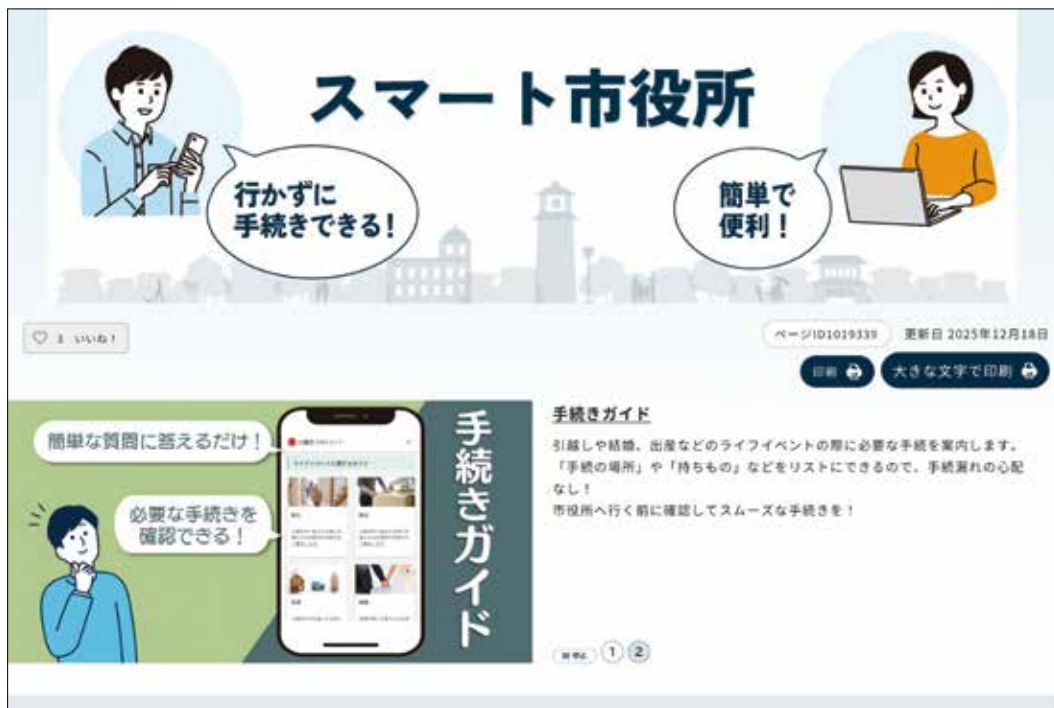 スマート市役所
行かずに
手続きできる!
簡単で
便利!
いいね!
ページID1019339
更新日 2025年12月18日
印刷
大きな文字で印刷
簡単な質問に答えるだけ!
必要な手続きを
確認できる!
手続きガイド
手続きガイド
引越しや結婚、出産などのライフイベントの際に必要な手続を案内します。
「手続の場所」や「持ちもの」などをリストにできるので、手続漏れの心配
なし!
市役所へ行く前に確認してスムーズな手続きを!
1
2